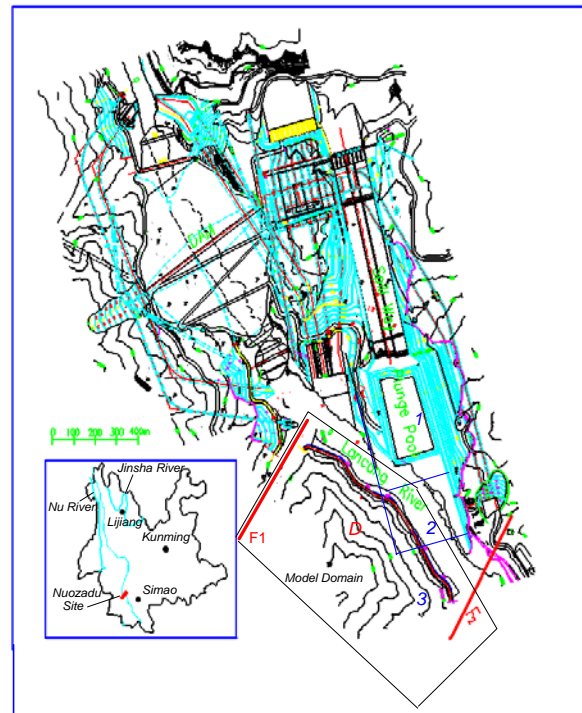 DAM
Spillway
Plunge pool
1
0 100 200 300 400m
Lancang River
2
D
F1
Model Domain
3
Jinsha River
Nu River
Lijiang
Kunming
Nuozadu
Site
Simao